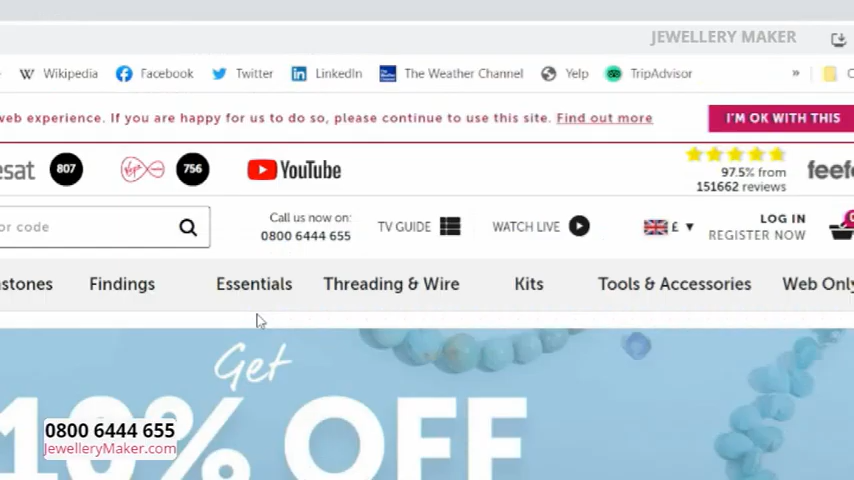 JEWELLERY MAKER
Wikipedia Facebook Twitter LinkedIn The Weather Channel Yelp TripAdvisor »
web experience. If you are happy for us to do so, please continue to use this site. Find out more I'M OK WITH THIS
esat 807 756 YouTube 97.5% from
151662 reviews feefo
or code Call us now on:
0800 6444 655 TV GUIDE WATCH LIVE £ LOG IN
REGISTER NOW
stones Findings Essentials Threading & Wire Kits Tools & Accessories Web Only
Get
10% OFF
0800 6444 655
JewelleryMaker.com